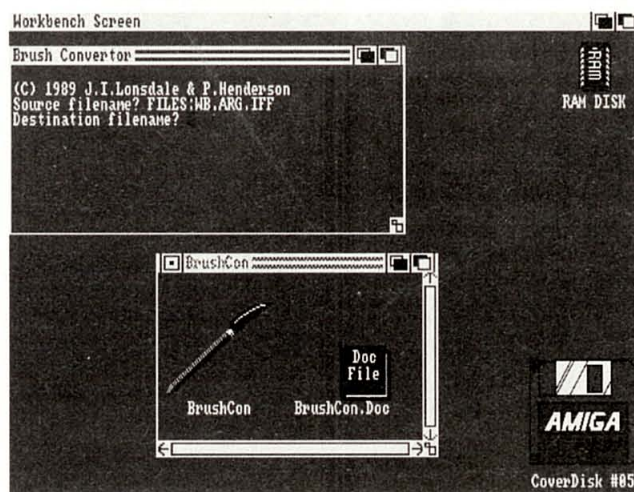 Workbench Screen
Brush Convertor
(C) 1989 J.I.Lonsdale & P.Henderson
Source filename? FILES:WB.ARG.IFF
Destination filename?
RAM
RAM DISK
BrushCon
Doc
File
BrushCon
BrushCon.Doc
AMIGA
CoverDisk #05